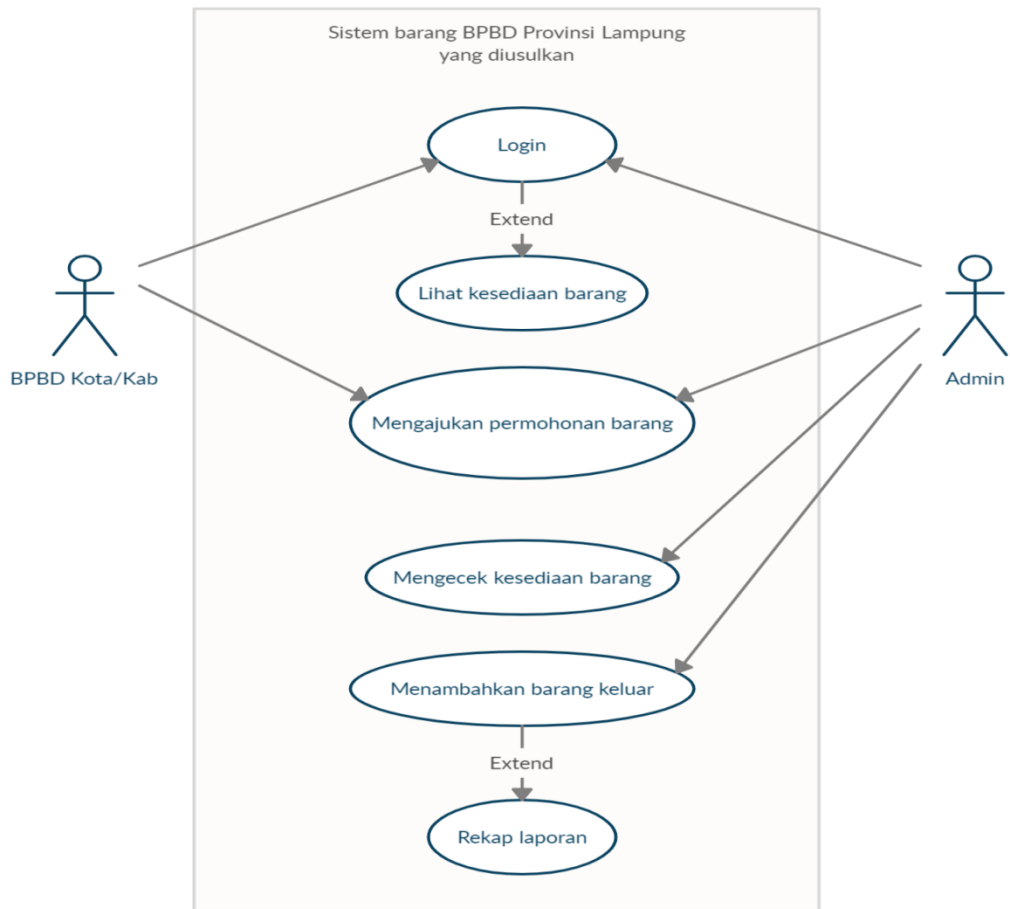 Sistem barang BPBD Provinsi Lampung
yang diusulkan
Login
Extend
Lihat kesediaan barang
BPBD Kota/Kab
Admin
Mengajukan permohonan barang
Mengecek kesediaan barang
Menambahkan barang keluar
Extend
Rekap laporan